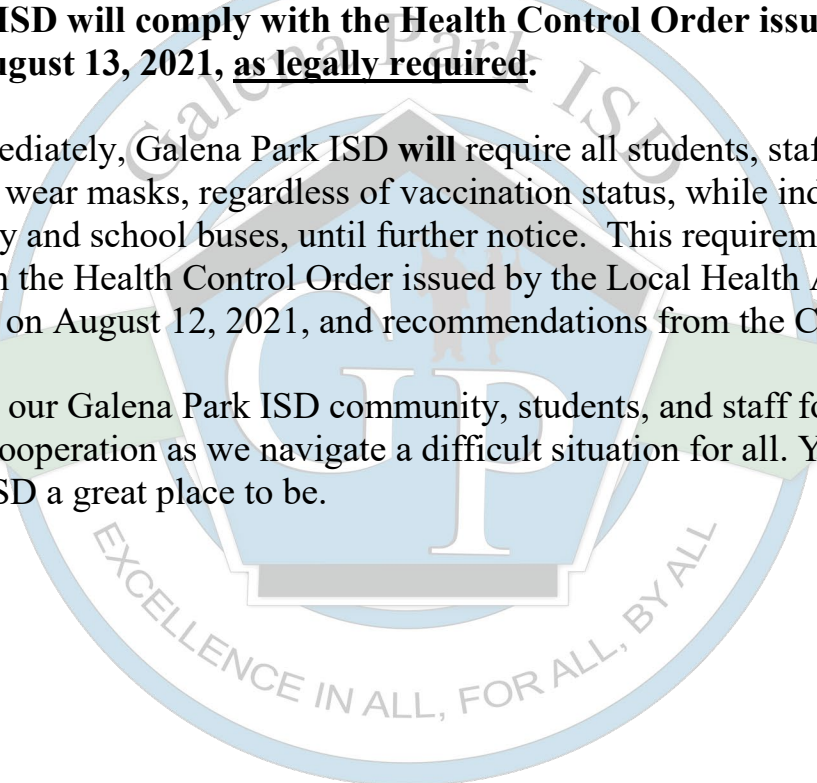 ISD will comply with the Health Control Order issu
ugust 13, 2021, as legally required.
ediately, Galena Park ISD will require all students, staf
wear masks, regardless of vaccination status, while ind
y and school buses, until further notice.  This requirem
n the Health Control Order issued by the Local Health A
on August 12, 2021, and recommendations from the C
our Galena Park ISD community, students, and staff fo
ooperation as we navigate a difficult situation for all. Y
SD a great place to be.
Galena Park ISD
GP
EXCELLENCE IN ALL, FOR ALL, BY ALL